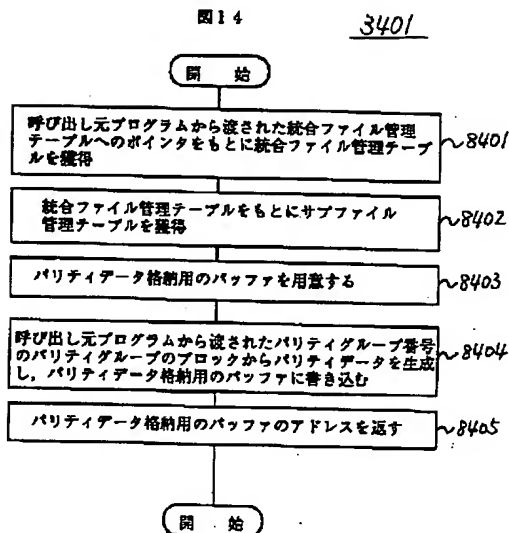 図14
3401
開 始
呼び出し元プログラムから渡された統合ファイル管理
テーブルへのポインタをもとに統合ファイル管理テーブ
ルを獲得
~8401
統合ファイル管理テーブルをもとにサブファイル
管理テーブルを獲得
~8402
パリティデータ格納用のバッファを用意する
~8403
呼び出し元プログラムから渡されたパリティグループ番号
のパリティグループのブロックからパリティデータを生成
し，パリティデータ格納用のバッファに書き込む
~8404
パリティデータ格納用のバッファのアドレスを返す
~8405
開 始